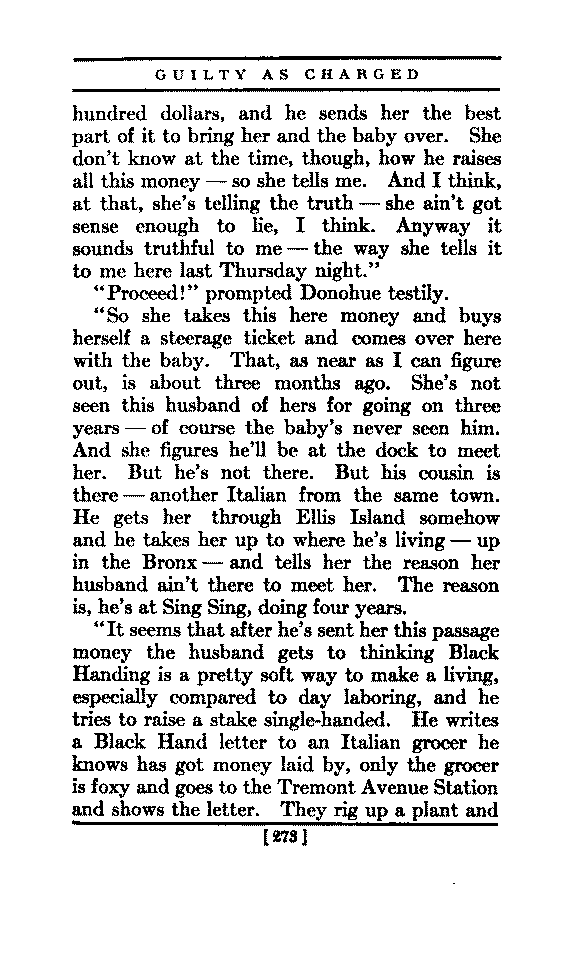 GUILTY AS CHARGED
hundred dollars, and he sends her the best
part of it to bring her and the baby over. She
don't know at the time, though, how he raises
all this money — so she tells me. And I think,
at that, she's telling the truth — she ain't got
sense enough to lie, I think. Anyway it
sounds truthful to me — the way she tells it
to me here last Thursday night."
"Proceed!" prompted Donohue testily.
"So she takes this here money and buys
herself a steerage ticket and comes over here
with the baby. That, as near as I can figure
out, is about three months ago. She's not
seen this husband of hers for going on three
years — of course the baby's never seen him.
And she figures he'll be at the dock to meet
her. But he's not there. But his cousin is
there — another Italian from the same town.
He gets her through Ellis Island somehow
and he takes her up to where he's living — up
in the Bronx — and tells her the reason her
husband ain't there to meet her. The reason
is, he's at Sing Sing, doing four years.
"It seems that after he's sent her this passage
money the husband gets to thinking Black
Handing is a pretty soft way to make a living,
especially compared to day laboring, and he
tries to raise a stake single-handed. He writes
a Black Hand letter to an Italian grocer he
knows has got money laid by, only the grocer
is foxy and goes to the Tremont Avenue Station
and shows the letter. They rig up a plant and
[273]